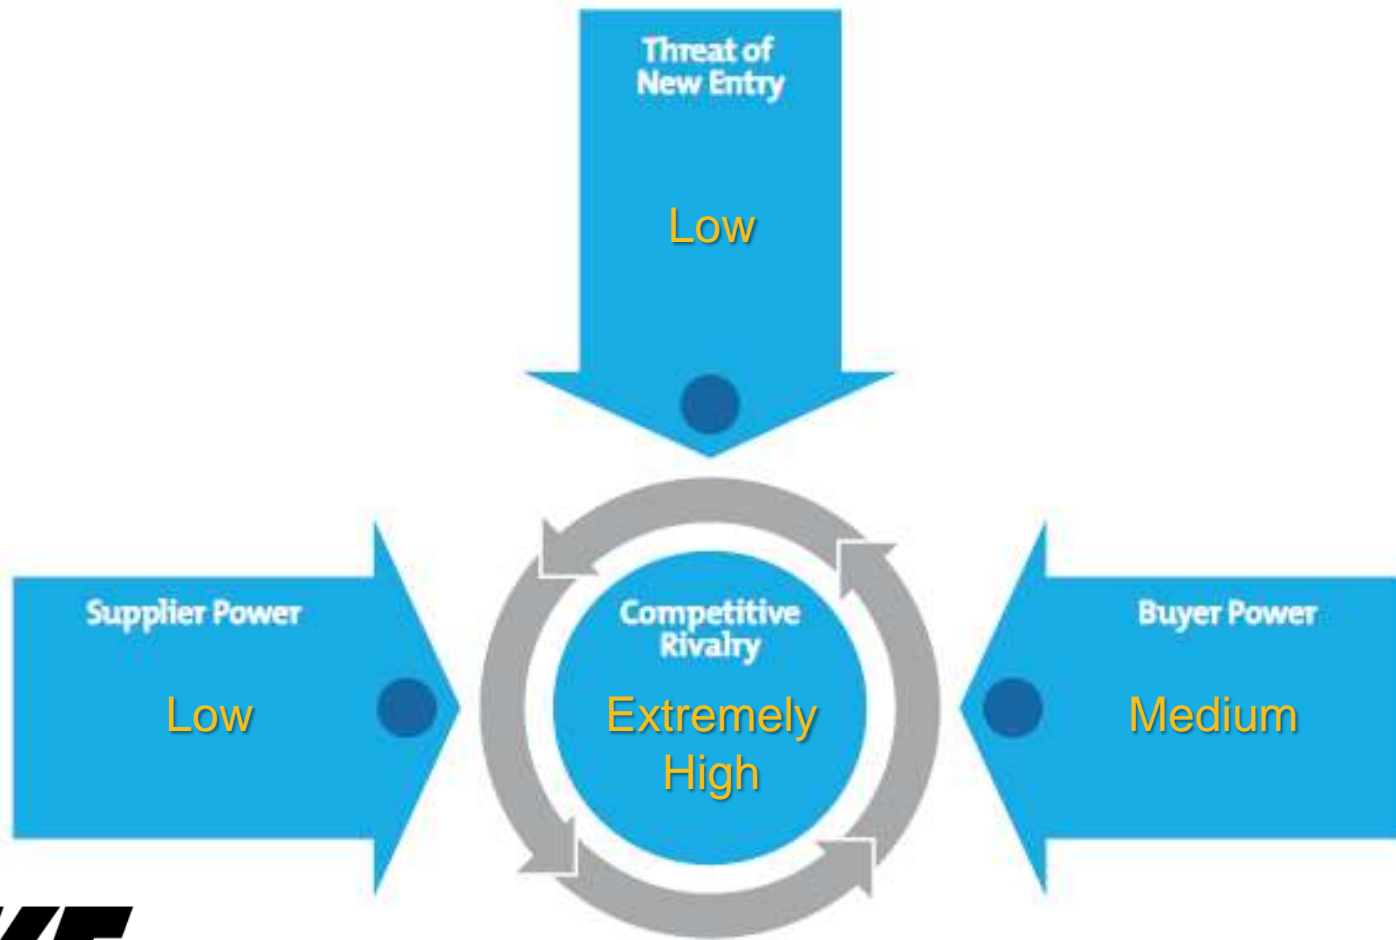 Threat of
New Entry
Low
Supplier Power
Low
Competitive
Rivalry
Extremely
High
Buyer Power
Medium